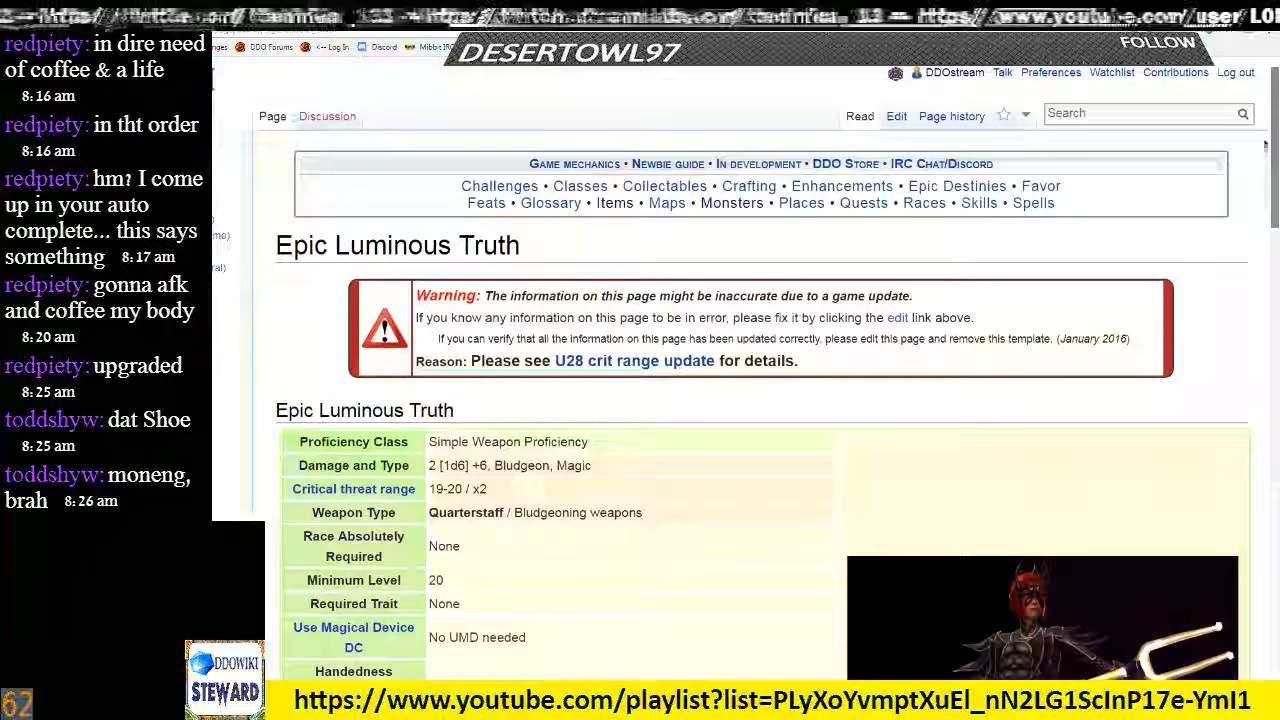 https://www.youtube.com/user
redpiety: in dire need
of coffee & a life
8:16 am
redpiety: in tht order
8:16 am
redpiety: hm? I come
up in your auto
complete... this says
something 8:17 am
redpiety: gonna afk
and coffee my body
8:20 am
redpiety: upgraded
8:25 am
toddshyw: dat Shoe
8:25 am
toddshyw: moneng,
brah 8:26 am
DDO Forums <-- Log In Discord Mibbit IRC
DESERTOWL97
FOLLOW
DDOstream Talk Preferences Watchlist Contributions Log out
Page Discussion Read Edit Page history Search
Game mechanics • Newbie guide • In development • DDO Store • IRC Chat/Discord
Challenges • Classes • Collectables • Crafting • Enhancements • Epic Destinies • Favor
Feats • Glossary • Items • Maps • Monsters • Places • Quests • Races • Skills • Spells
Epic Luminous Truth
Warning: The information on this page might be inaccurate due to a game update.
If you know any information on this page to be in error, please fix it by clicking the edit link above.
If you can verify that all the information on this page has been updated correctly, please edit this page and remove this template. (January 2016)
Reason: Please see U28 crit range update for details.
Epic Luminous Truth
Proficiency Class Simple Weapon Proficiency
Damage and Type 2 [1d6] +6, Bludgeon, Magic
Critical threat range 19-20 / x2
Weapon Type Quarterstaff / Bludgeoning weapons
Race Absolutely
Required None
Minimum Level 20
Required Trait None
Use Magical Device
DC No UMD needed
Handedness
DDOWIKI
STEWARD
62
https://www.youtube.com/playlist?list=PLyXoYvmptXuEl_nN2LG1ScInP17e-YmI1